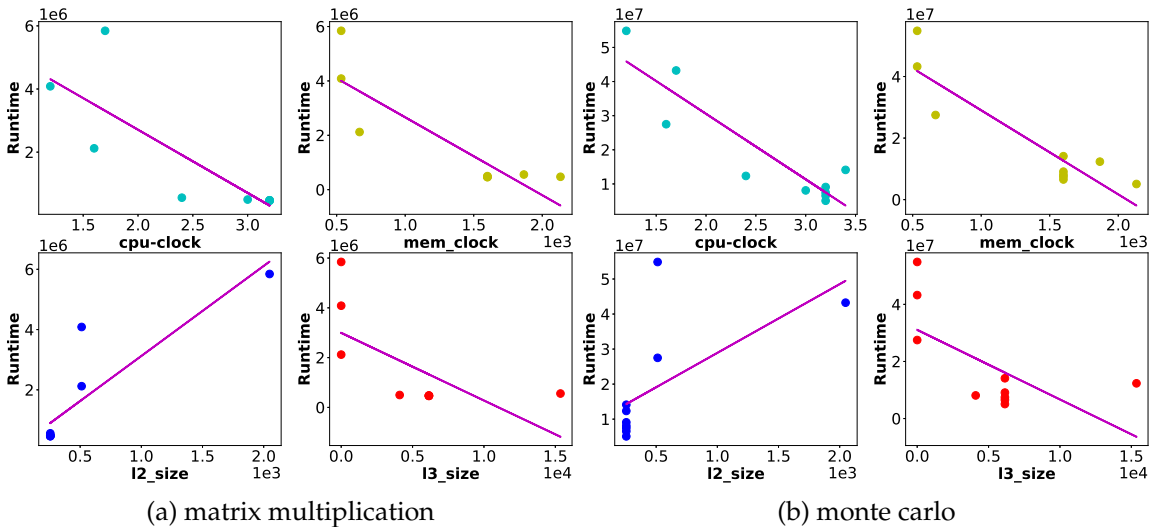 1e6
6
4
2
Runtime
1.5 2.0 2.5 3.0
cpu-clock
1e6
6
4
2
0
Runtime
0.5 1.0 1.5 2.0
1e3
mem_clock
1e7
5
4
3
2
1
Runtime
1.5 2.0 2.5 3.0 3.5
cpu-clock
1e7
4
2
0
Runtime
0.5 1.0 1.5 2.0
1e3
mem_clock
1e6
6
4
2
Runtime
0.5 1.0 1.5 2.0
1e3
l2_size
1e6
6
4
2
0
Runtime
0.0 0.5 1.0 1.5
1e4
l3_size
1e7
5
4
3
2
1
Runtime
0.5 1.0 1.5 2.0
1e3
l2_size
1e7
4
2
0
Runtime
0.0 0.5 1.0 1.5
1e4
l3_size
(a) matrix multiplication
(b) monte carlo